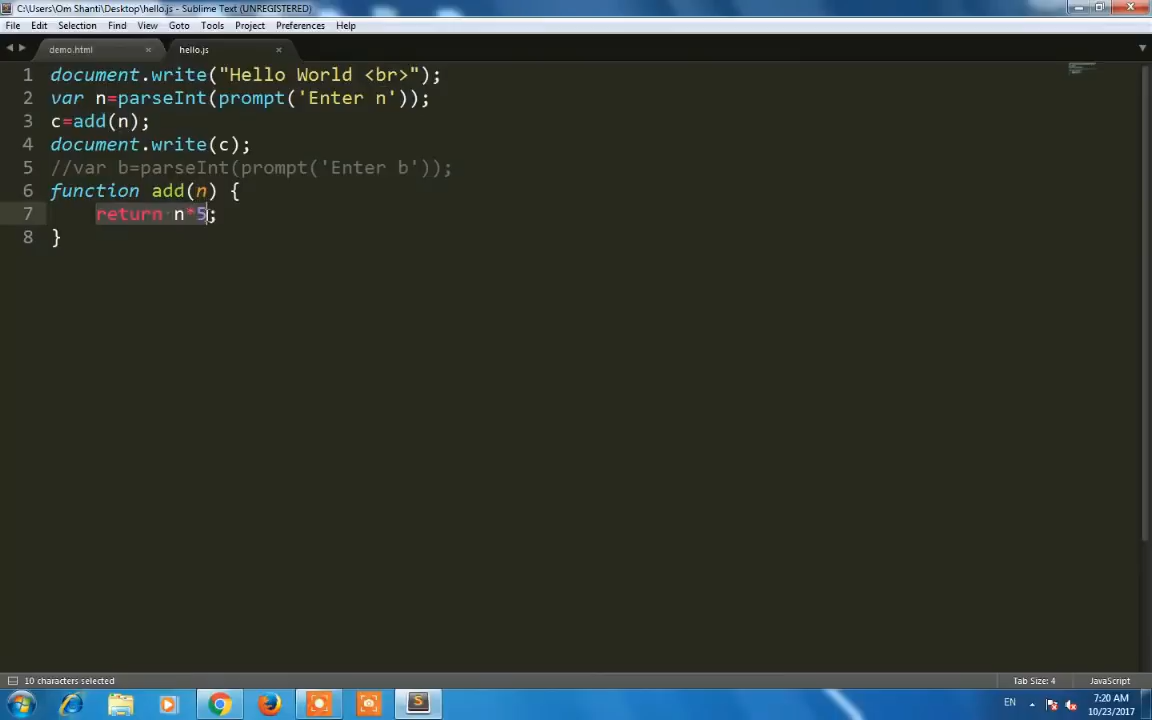 C:\Users\Om Shanti\Desktop\hello.js - Sublime Text (UNREGISTERED)
File Edit Selection Find View Goto Tools Project Preferences Help
demo.html hello.js
1 document.write("Hello World <br>");
2 var n=parseInt(prompt('Enter n'));
3 c=add(n);
4 document.write(c);
5 //var b=parseInt(prompt('Enter b'));
6 function add(n) {
7 return n*5;
8 }
10 characters selected Tab Size: 4 JavaScript
EN 7:20 AM
10/23/2017